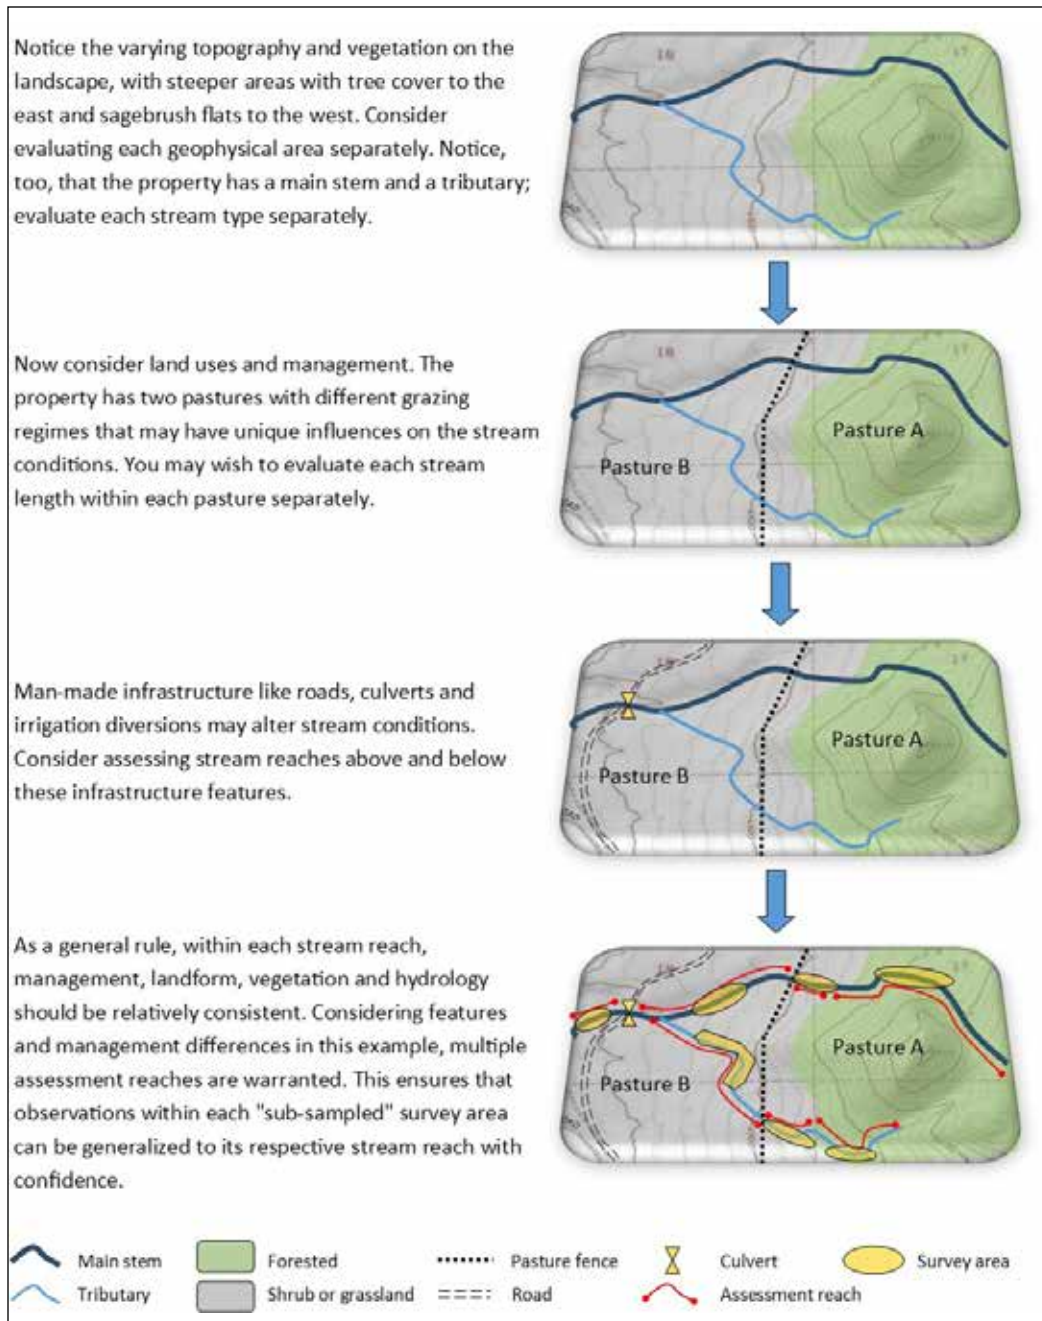 Notice the varying topography and vegetation on the
landscape, with steeper areas with tree cover to the
east and sagebrush flats to the west. Consider
evaluating each geophysical area separately. Notice,
too, that the property has a main stem and a tributary;
evaluate each stream type separately.
Now consider land uses and management. The
property has two pastures with different grazing
regimes that may have unique influences on the stream
conditions. You may wish to evaluate each stream
length within each pasture separately.
Pasture A
Pasture B
Man-made infrastructure like roads, culverts and
irrigation diversions may alter stream conditions.
Consider assessing stream reaches above and below
these infrastructure features.
Pasture A
Pasture B
As a general rule, within each stream reach,
management, landform, vegetation and hydrology
should be relatively consistent. Considering features
and management differences in this example, multiple
assessment reaches are warranted. This ensures that
observations within each "sub-sampled" survey area
can be generalized to its respective stream reach with
confidence.
Pasture A
Pasture B
Main stem
Forested
Pasture fence
Culvert
Survey area
Tributary
Shrub or grassland
Road
Assessment reach